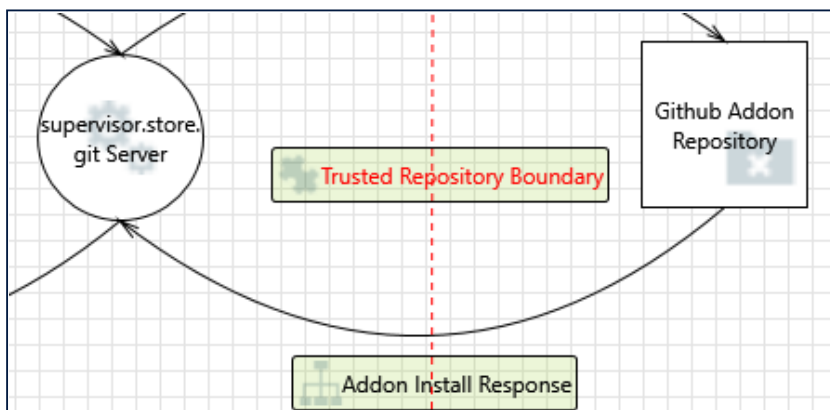 supervisor.store.
git Server
Github Addon
Repository
Trusted Repository Boundary
Addon Install Response